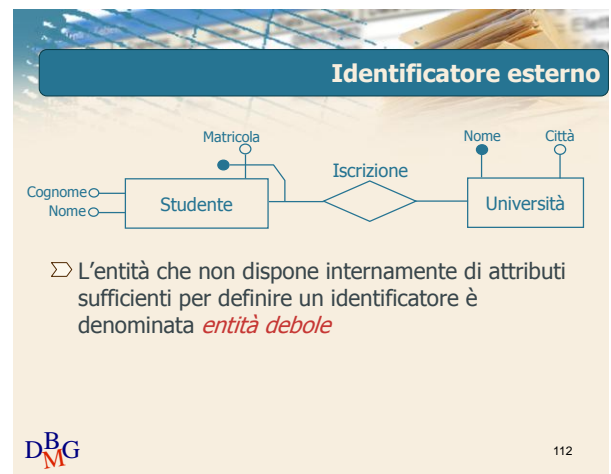 Identificatore esterno
Matricola
Nome
Città
Iscrizione
Cognome
Nome
Studente
Università
L'entità che non dispone internamente di attributi
sufficienti per definire un identificatore è
denominata entità debole
DBMG
112